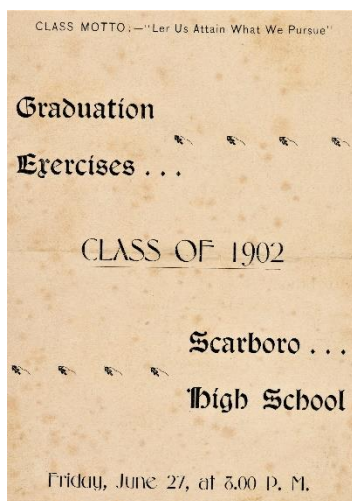 CLASS MOTTO:—"Ler Us Attain What We Pursue"
Graduation
Exercises . . .
CLASS OF 1902
Scarboro . . .
High School
Friday, June 27, at 8.00 P. M.